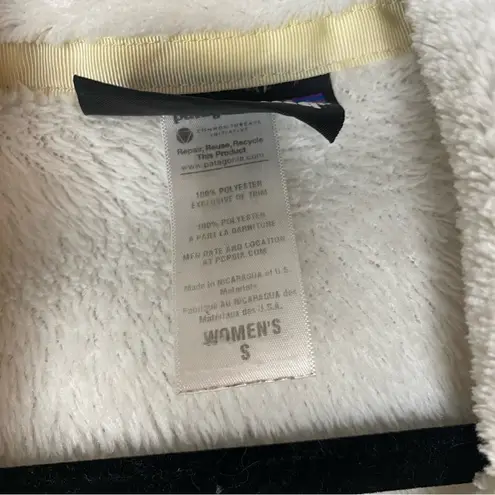 patagonia
COMMON THREADS
INITIATIVE
Repair, Reuse, Recycle
This Product.
www.patagonia.com
100% POLYESTER
EXCLUSIVE OF TRIM
100% POLYESTER
A PART LA GARNITURE
MFG DATE AND LOCATION
AT PCPSIA.COM
Made in NICARAGUA of U.S.
Materials
Fabriqué au NICARAGUA des
Matériaux des U.S.A.
WOMEN'S
S